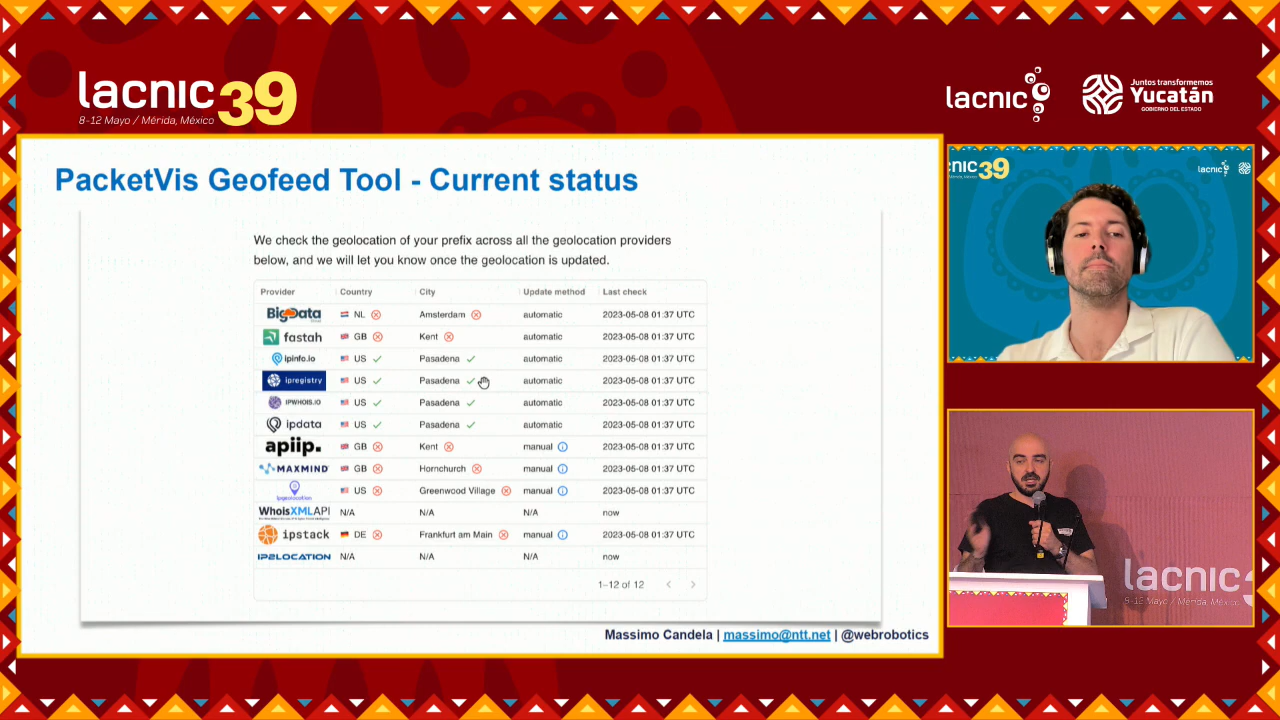 lacnic 39
8-12 Mayo / Mérida, México
lacnic
Juntos transformemos
Yucatán
GOBIERNO DEL ESTADO
PacketVis Geofeed Tool - Current status
We check the geolocation of your prefix across all the geolocation providers
below, and we will let you know once the geolocation is updated.
Provider Country City Update method Last check
BigData NL Amsterdam automatic 2023-05-08 01:37 UTC
fastah GB Kent automatic 2023-05-08 01:37 UTC
ipinfo.io US Pasadena automatic 2023-05-08 01:37 UTC
ipregistry US Pasadena automatic 2023-05-08 01:37 UTC
IPWHOIS.IO US Pasadena automatic 2023-05-08 01:37 UTC
ipdata US Pasadena automatic 2023-05-08 01:37 UTC
apiip. GB Kent manual 2023-05-08 01:37 UTC
MAXMIND GB Hornchurch manual 2023-05-08 01:37 UTC
ipgeolocation US Greenwood Village manual 2023-05-08 01:37 UTC
WhoisXMLAPI N/A N/A N/A now
ipstack DE Frankfurt am Main manual 2023-05-08 01:37 UTC
IP2LOCATION N/A N/A N/A now
1–12 of 12
Massimo Candela | massimo@ntt.net | @webrobotics
cnic 39
lacnic
lacnic
8-12 Mayo / Mérida, México